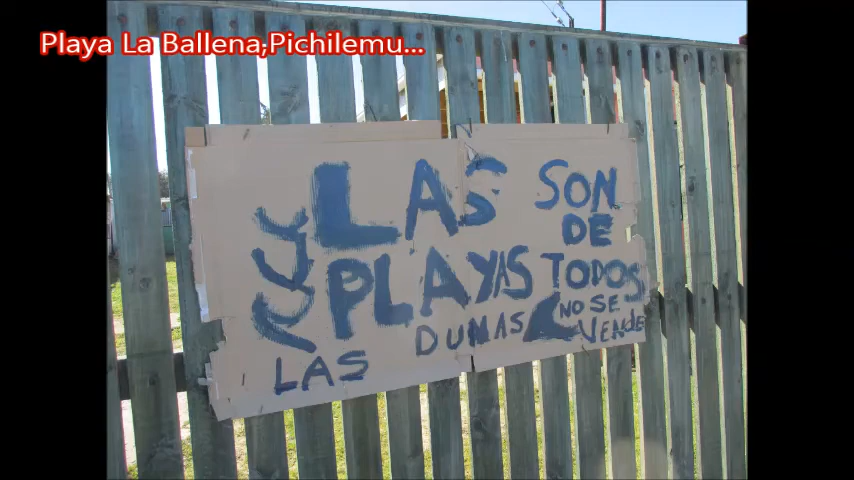 Playa La Ballena,Pichilemu...
LAS SON
DE
PLAYAS TODOS
LAS DUNAS NO SE
VENDE